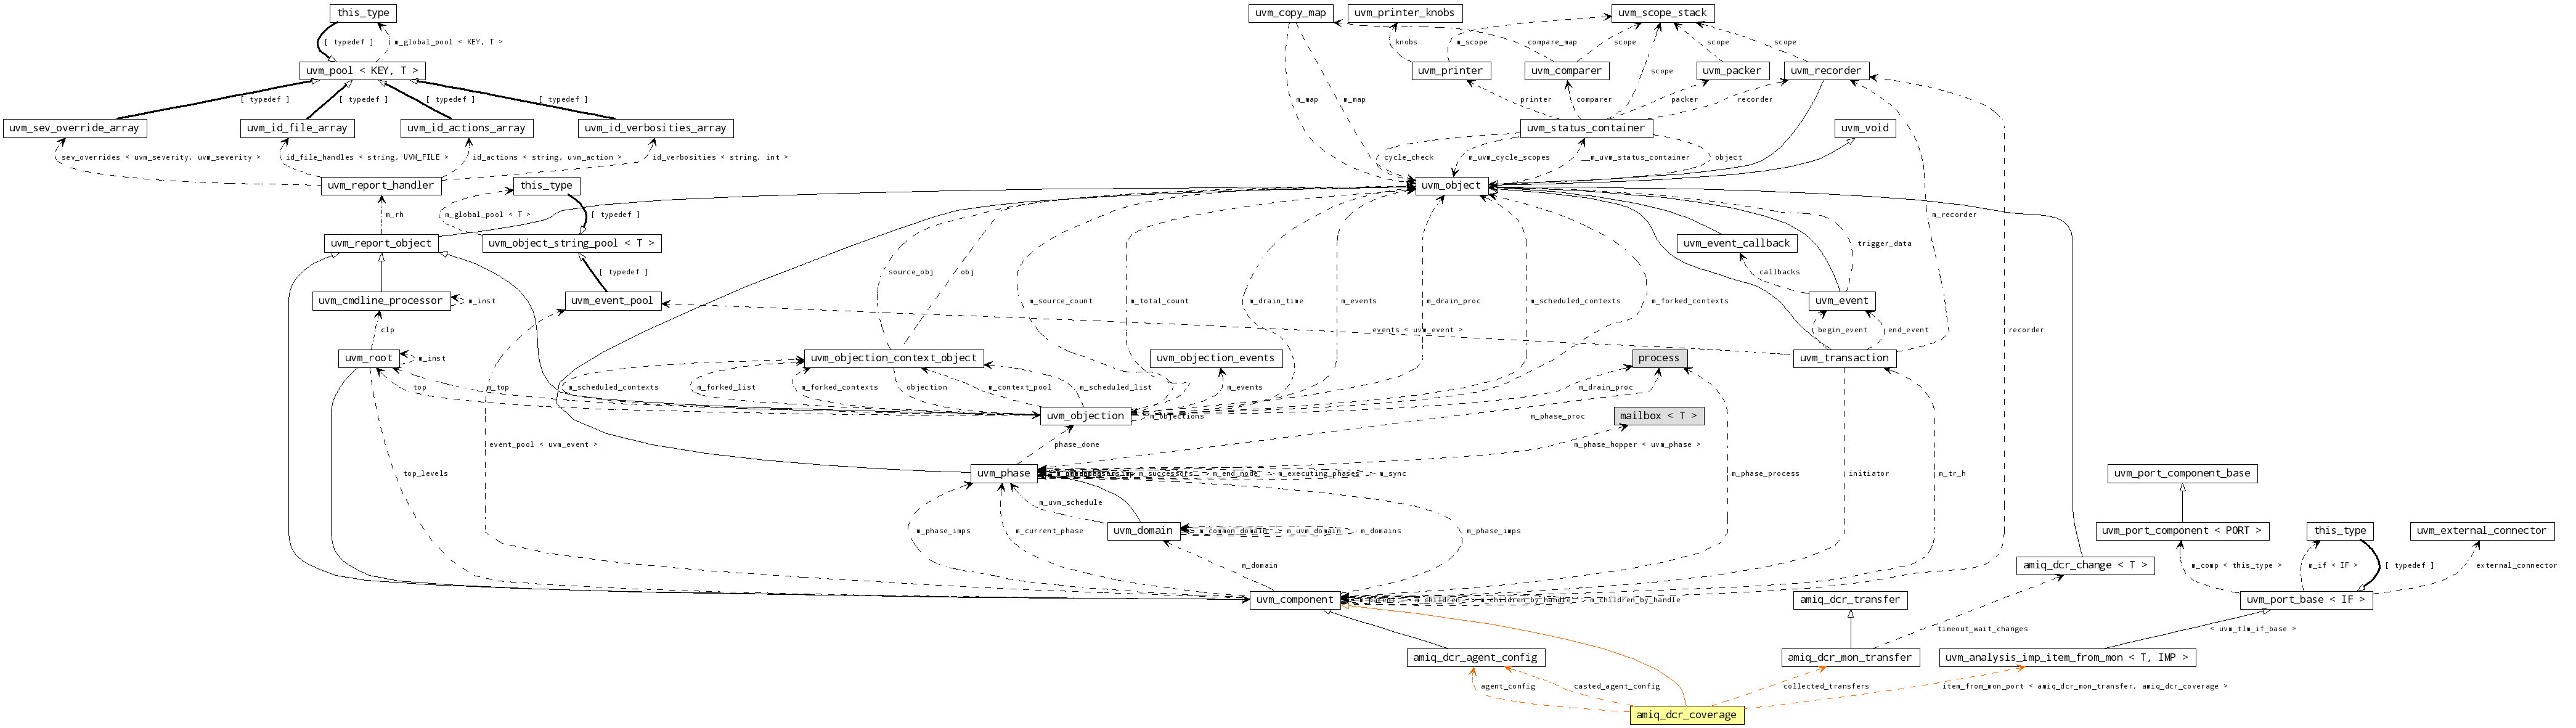 this_type
uvm_copy_map
uvm_printer_knobs
uvm_scope_stack
[ typedef ]
m_global_pool < KEY, T >
knobs
m_scope
compare_map
scope
scope
scope
uvm_pool < KEY, T >
uvm_printer
uvm_comparer
uvm_packer
uvm_recorder
scope
[ typedef ]
[ typedef ]
[ typedef ]
[ typedef ]
m_map
m_map
printer
comparer
packer
recorder
uvm_sev_override_array
uvm_id_file_array
uvm_id_actions_array
uvm_id_verbosities_array
uvm_status_container
uvm_void
sev_overrides < uvm_severity, uvm_severity >
id_file_handles < string, UVM_FILE >
id_actions < string, uvm_action >
id_verbosities < string, int >
cycle_check
m_uvm_cycle_scopes
__m_uvm_status_container
object
uvm_report_handler
this_type
uvm_object
m_rh
m_global_pool < T >
[ typedef ]
m_recorder
uvm_report_object
uvm_object_string_pool < T >
uvm_event_callback
trigger_data
[ typedef ]
source_obj
obj
callbacks
uvm_cmdline_processor
m_inst
uvm_event_pool
m_source_count
m_total_count
m_drain_time
m_events
m_drain_proc
m_scheduled_contexts
m_forked_contexts
uvm_event
clp
events < uvm_event >
begin_event
end_event
recorder
uvm_root
m_inst
uvm_objection_context_object
uvm_objection_events
process
uvm_transaction
top
m_top
m_scheduled_contexts
m_forked_list
m_forked_contexts
objection
m_context_pool
m_scheduled_list
m_events
m_drain_proc
uvm_objection
m_objections
m_phase_proc
mailbox < T >
event_pool < uvm_event >
phase_done
m_phase_hopper < uvm_phase >
top_levels
uvm_phase
m_successors
m_end_node
m_executing_phases
m_sync
m_phase_process
initiator
m_tr_h
uvm_port_component_base
m_uvm_schedule
m_phase_imps
m_current_phase
uvm_domain
m_common_domain
m_uvm_domain
m_domains
m_phase_imps
uvm_port_component < PORT >
this_type
uvm_external_connector
m_domain
amiq_dcr_change < T >
m_comp < this_type >
m_if < IF >
[ typedef ]
external_connector
uvm_component
m_parent
m_children
m_children_by_handle
m_children_by_handle
amiq_dcr_transfer
uvm_port_base < IF >
timeout_wait_changes
< uvm_tlm_if_base >
amiq_dcr_agent_config
amiq_dcr_mon_transfer
uvm_analysis_imp_item_from_mon < T, IMP >
agent_config
casted_agent_config
collected_transfers
item_from_mon_port < amiq_dcr_mon_transfer, amiq_dcr_coverage >
amiq_dcr_coverage